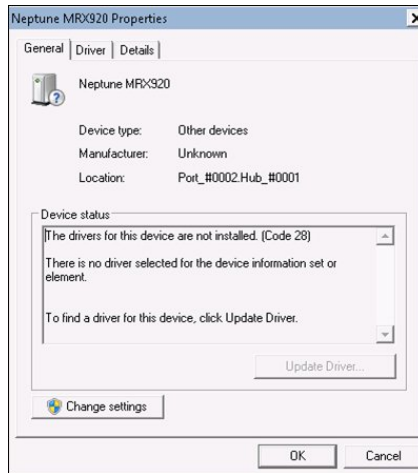 Neptune MRX920 Properties
General Driver Details
Neptune MRX920
Device type: Other devices
Manufacturer: Unknown
Location: Port_#0002.Hub_#0001
Device status
The drivers for this device are not installed. (Code 28)
There is no driver selected for the device information set or
element.
To find a driver for this device, click Update Driver.
Update Driver...
Change settings
OK Cancel